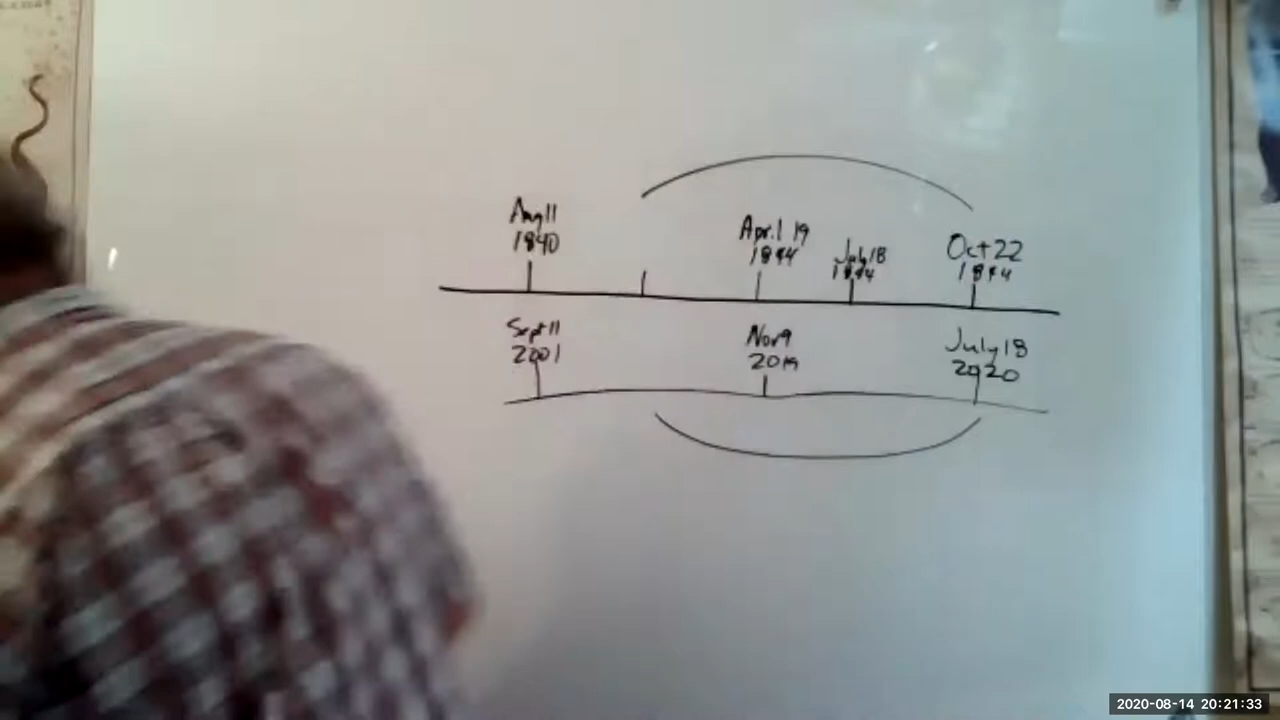 Aug 11
1840
April 19
1844
July 18
1844
Oct 22
1844
Sept 11
2001
Nov 9
2019
July 18
2020
2020-08-14 20:21:33